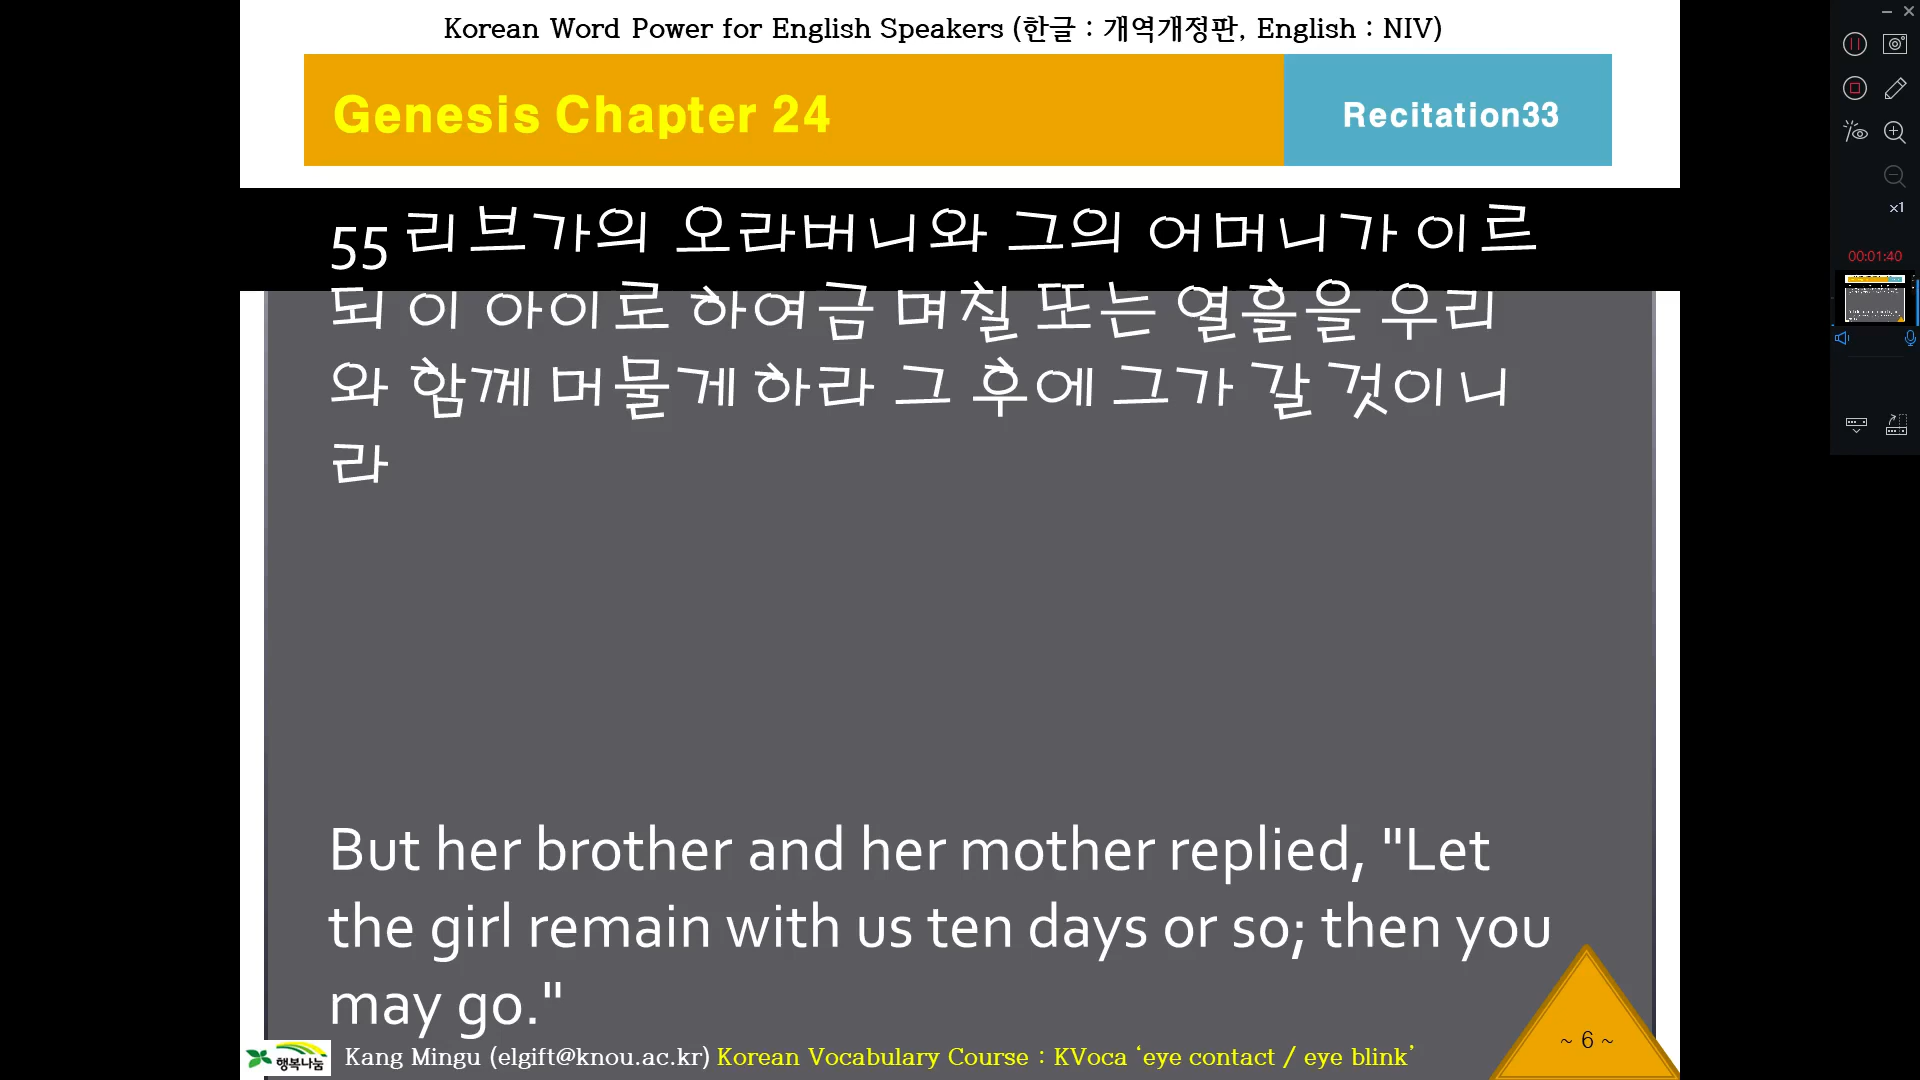 Korean Word Power for English Speakers (한글 : 개역개정판, English : NIV)
Genesis Chapter 24
Recitation33
55 리브가의 오라버니와 그의 어머니가 이르
되 이 아이로 하여금 며칠 또는 열흘을 우리
와 함께 머물게 하라 그 후에 그가 갈 것이니
라
But her brother and her mother replied, "Let
the girl remain with us ten days or so; then you
may go."
~ 6 ~
행복나눔
Kang Mingu (elgift@knou.ac.kr) Korean Vocabulary Course : KVoca ‘eye contact / eye blink’
x1
00:01:40